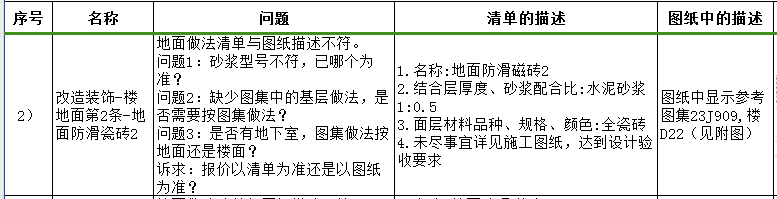 序号 名称 问题 清单的描述 图纸中的描述
2）
改造装饰-楼
地面第2条-地
面防滑瓷砖2
地面做法清单与图纸描述不符。
问题1：砂浆型号不符，已哪个为
准？
问题2：缺少图集中的基层做法，是
否需要按图集做法？
问题3：是否有地下室，图集做法按
地面还是楼面？
诉求：报价以清单为准还是以图纸
为准？
1.名称:地面防滑磁砖2
2.结合层厚度、砂浆配合比:水泥砂浆
1:0.5
3.面层材料品种、规格、颜色:全瓷砖
4.未尽事宜详见施工图纸，达到设计验
收要求
图纸中显示参考
图集23J909,楼
D22（见附图）